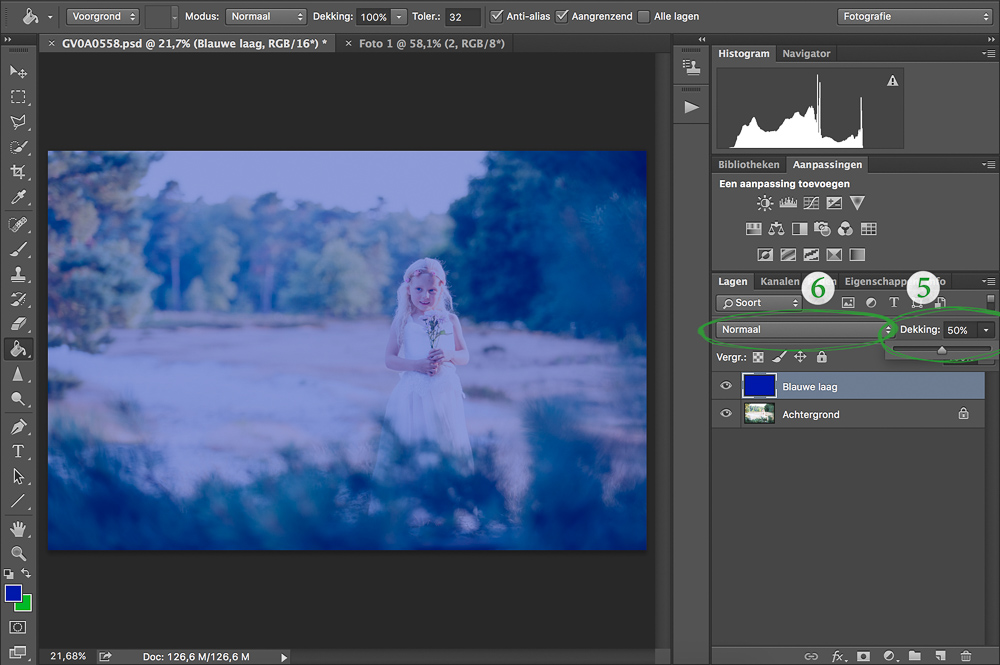 Voorgrond Modus: Normaal Dekking: 100% Toler.: 32 Anti-alias Aangrenzend Alle lagen Fotografie
× GV0A0558.psd @ 21,7% (Blauwe laag, RGB/16*) * × Foto 1 @ 58,1% (2, RGB/8*)
Histogram Navigator
Bibliotheken Aanpassingen
Een aanpassing toevoegen
Lagen Kanalen Eigenschapp fo
6 5
Soort T
Normaal Dekking: 50%
Vergr.:
Blauwe laag
Achtergrond
T
21,68% Doc: 126,6 M/126,6 M
fx